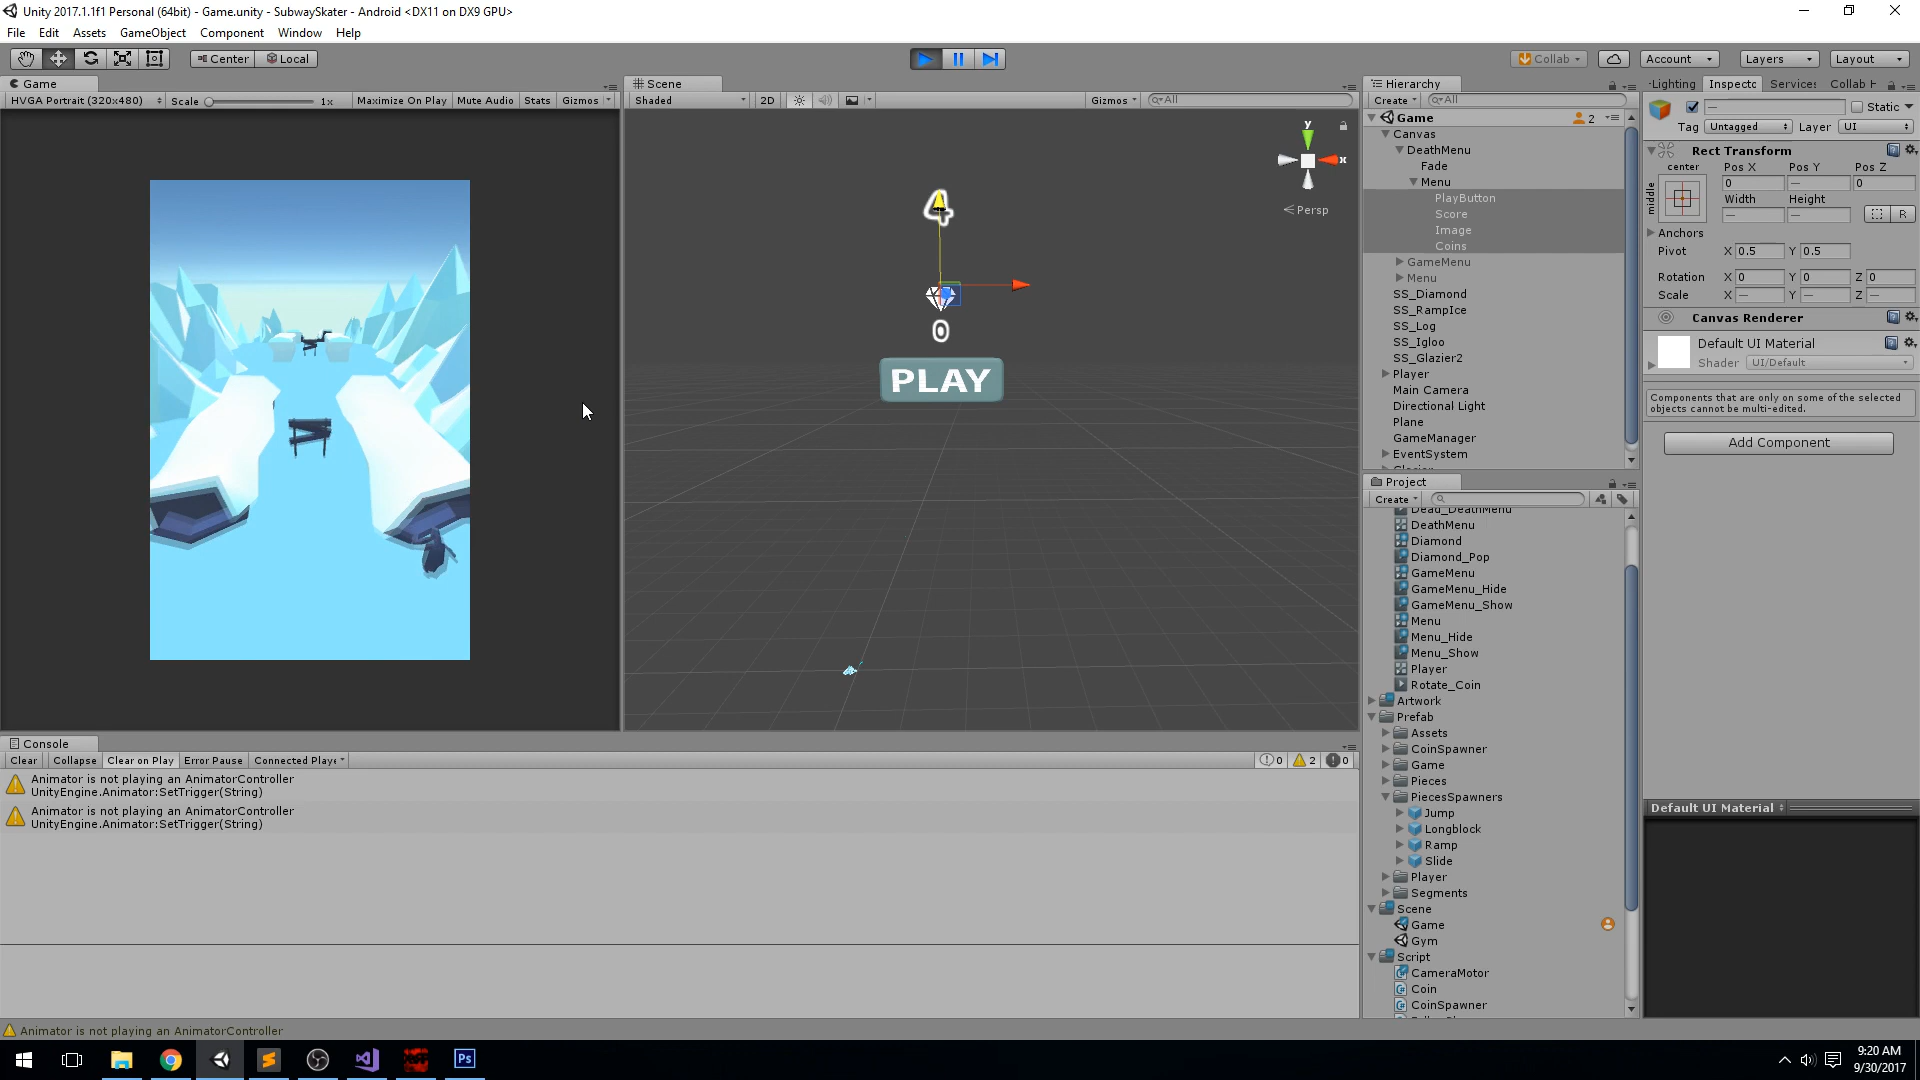 Unity 2017.1.1f1 Personal (64bit) - Game.unity - SubwaySkater - Android <DX11 on DX9 GPU>
File Edit Assets GameObject Component Window Help
Center Local
Collab Account Layers Layout
Game
HVGA Portrait (320x480) Scale 1x Maximize On Play Mute Audio Stats Gizmos
Scene
Shaded 2D Gizmos All
y
x
Persp
4
0
PLAY
Hierarchy
Create All
Game 2
Canvas
DeathMenu
Fade
Menu
PlayButton
Score
Image
Coins
GameMenu
Menu
SS_Diamond
SS_RampIce
SS_Log
SS_Igloo
SS_Glazier2
Player
Main Camera
Directional Light
Plane
GameManager
EventSystem
Project
Create
Dead_DeathMenu
DeathMenu
Diamond
Diamond_Pop
GameMenu
GameMenu_Hide
GameMenu_Show
Menu
Menu_Hide
Menu_Show
Player
Rotate_Coin
Artwork
Prefab
Assets
CoinSpawner
Game
Pieces
PiecesSpawners
Jump
Longblock
Ramp
Slide
Player
Segments
Scene
Game
Gym
Script
CameraMotor
Coin
CoinSpawner
Lighting Inspecto Services Collab H
— Static
Tag Untagged Layer UI
Rect Transform
center Pos X Pos Y Pos Z
middle 0 — 0
Width Height
— — R
Anchors
Pivot X 0.5 Y 0.5
Rotation X 0 Y 0 Z 0
Scale X — Y — Z —
Canvas Renderer
Default UI Material
Shader UI/Default
Components that are only on some of the selected
objects cannot be multi-edited.
Add Component
Default UI Material
Console
Clear Collapse Clear on Play Error Pause Connected Playe 0 2 0
Animator is not playing an AnimatorController
UnityEngine.Animator:SetTrigger(String)
Animator is not playing an AnimatorController
UnityEngine.Animator:SetTrigger(String)
Animator is not playing an AnimatorController
Ps
9:20 AM
9/30/2017